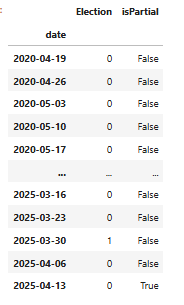 Election isPartial
date
2020-04-19 0 False
2020-04-26 0 False
2020-05-03 0 False
2020-05-10 0 False
2020-05-17 0 False
... ... ...
2025-03-16 0 False
2025-03-23 0 False
2025-03-30 1 False
2025-04-06 0 False
2025-04-13 0 True